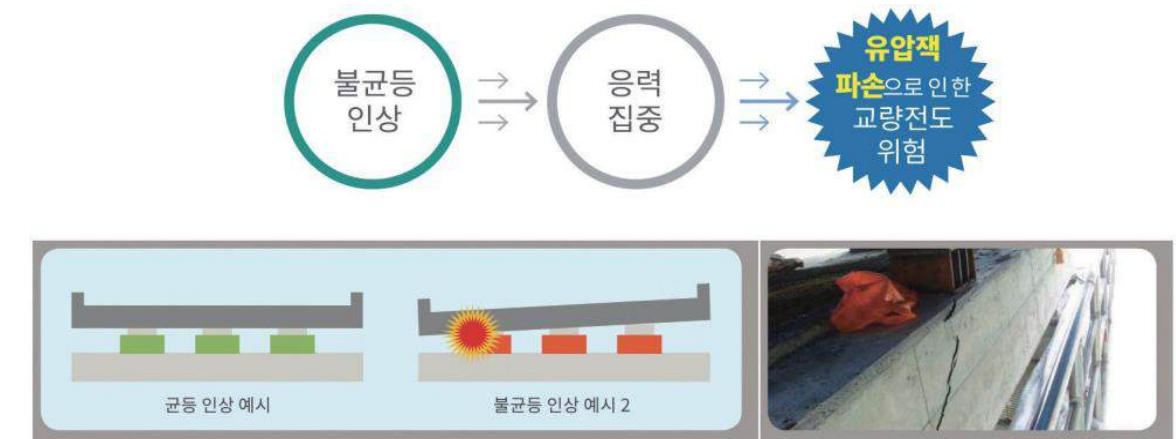 불균등
인상
응력
집중
유압잭
파손으로 인한
교량전도
위험
균등 인상 예시
불균등 인상 예시 2